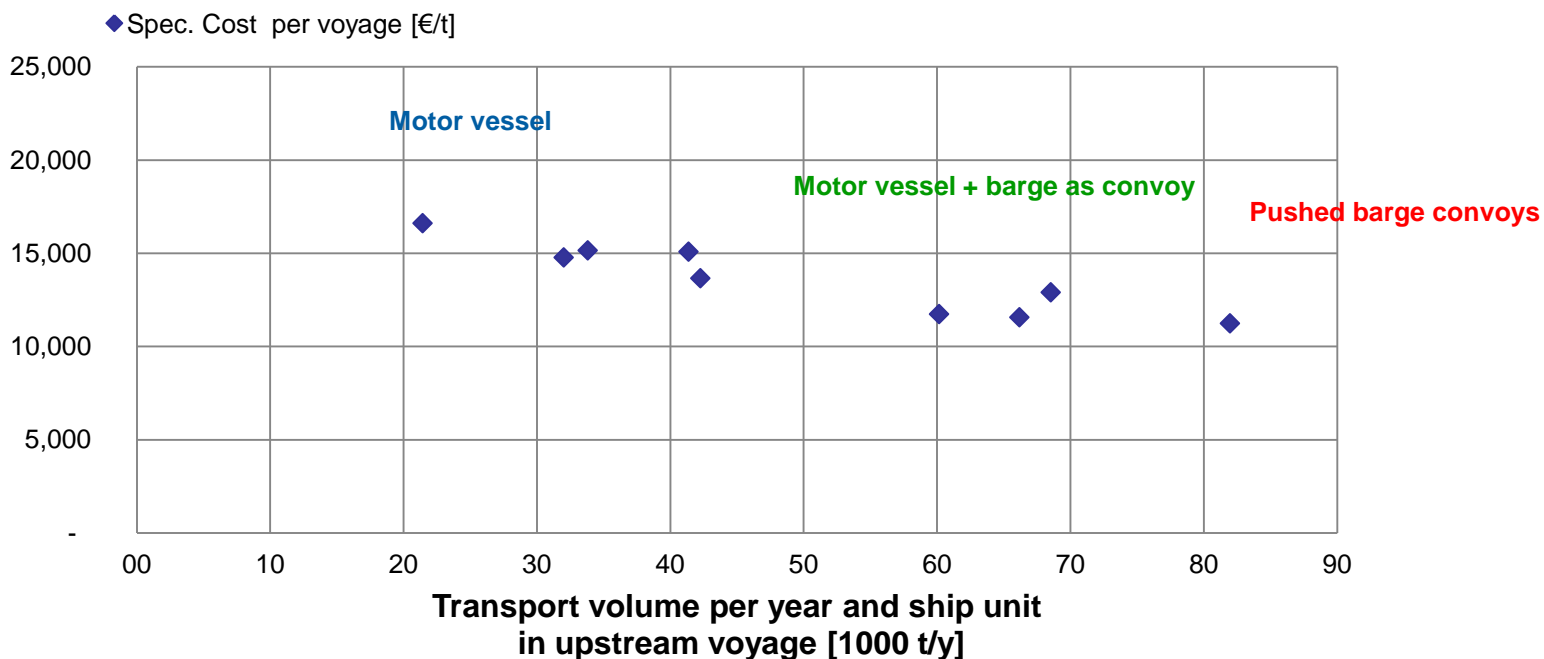 Spec. Cost  per voyage [€/t]
25,000
Motor vessel
20,000
Motor vessel + barge as convoy
Pushed barge convoys
15,000
10,000
5,000
-
00 10 20 30 40 50 60 70 80 90
Transport volume per year and ship unit
in upstream voyage [1000 t/y]